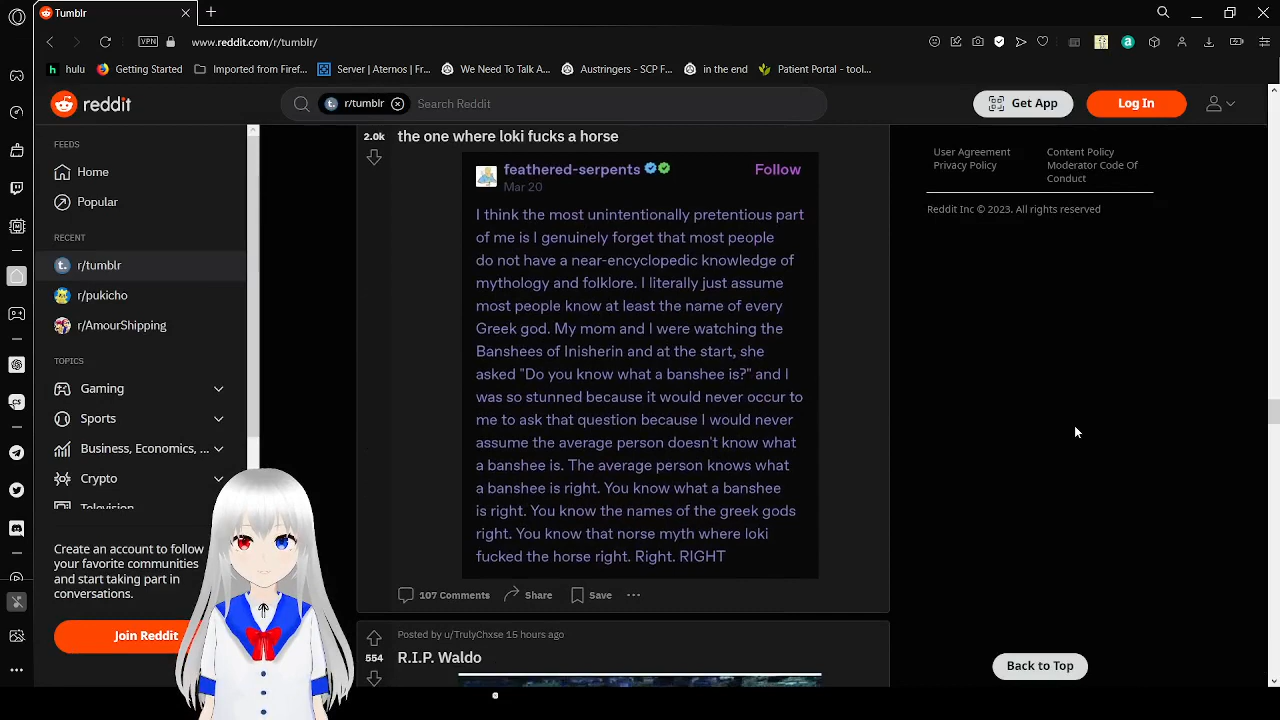 Tumblr
VPN
www.reddit.com/r/tumblr/
hulu
Getting Started
Imported from Firef...
Server | Aternos | Fr...
We Need To Talk A...
Austringers - SCP F...
in the end
Patient Portal - tool...
reddit
r/tumblr
Search Reddit
Get App
Log In
FEEDS
Home
Popular
RECENT
r/tumblr
r/pukicho
r/AmourShipping
TOPICS
Gaming
Sports
Business, Economics, ...
Crypto
Television
Create an account to follow
your favorite communities
and start taking part in
conversations.
Join Reddit
2.0k
the one where loki fucks a horse
feathered-serpents
Follow
Mar 20
I think the most unintentionally pretentious part
of me is I genuinely forget that most people
do not have a near-encyclopedic knowledge of
mythology and folklore. I literally just assume
most people know at least the name of every
Greek god. My mom and I were watching the
Banshees of Inisherin and at the start, she
asked "Do you know what a banshee is?" and I
was so stunned because it would never occur to
me to ask that question because I would never
assume the average person doesn't know what
a banshee is. The average person knows what
a banshee is right. You know what a banshee
is right. You know the names of the greek gods
right. You know that norse myth where loki
fucked the horse right. Right. RIGHT
107 Comments
Share
Save
Posted by u/TrulyChxse 15 hours ago
554
R.I.P. Waldo
User Agreement
Privacy Policy
Content Policy
Moderator Code Of
Conduct
Reddit Inc © 2023. All rights reserved
Back to Top